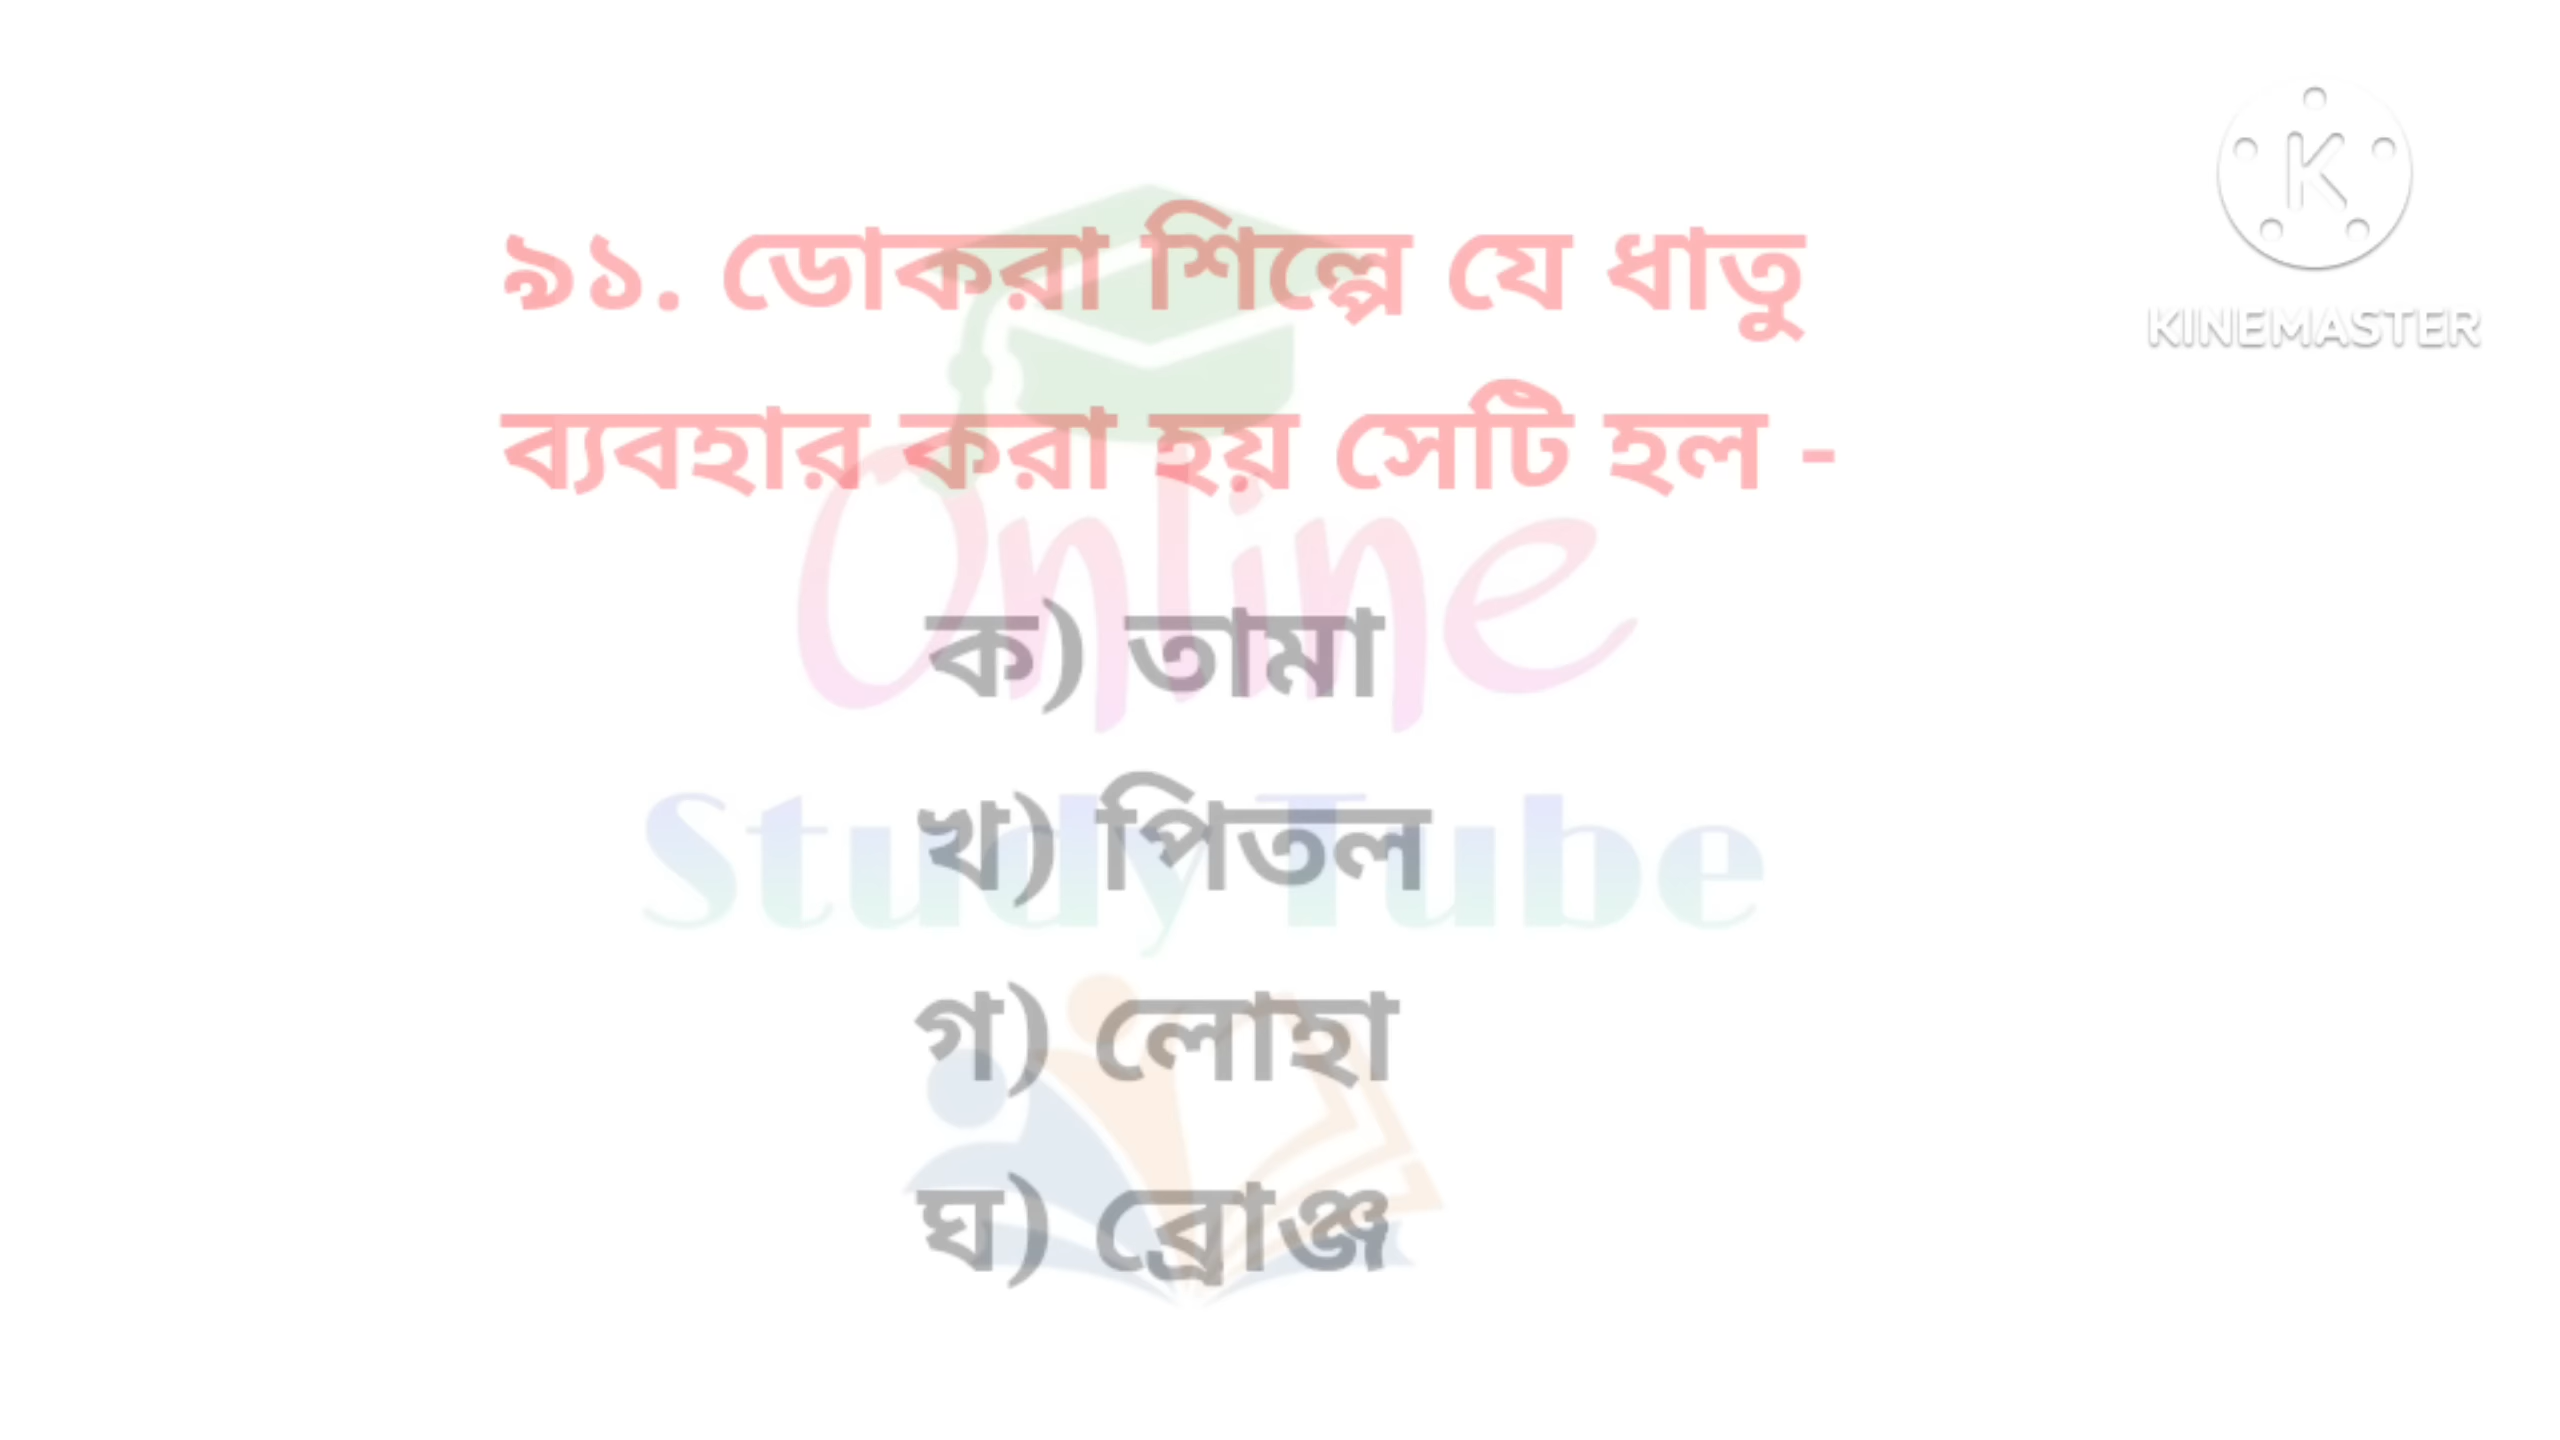 KINEMASTER
৯১. ডোকরা শিল্পে যে ধাতু
ব্যবহার করা হয় সেটি হল -
Online
ক) তামা
Study Tube
খ) পিতল
গ) লোহা
ঘ) ব্রোঞ্জ